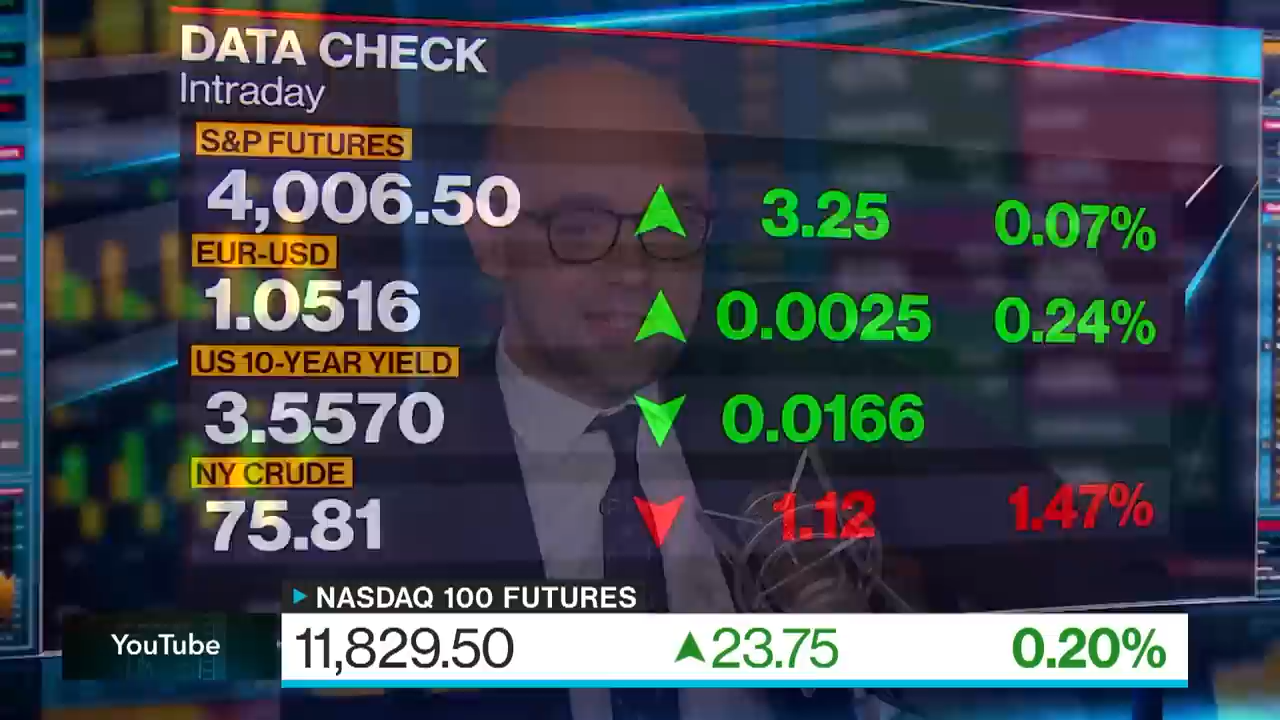 DATA CHECK
Intraday
S&P FUTURES
4,006.50 ▲ 3.25 0.07%
EUR-USD
1.0516 ▲ 0.0025 0.24%
US 10-YEAR YIELD
3.5570 ▼ 0.0166
NY CRUDE
75.81 ▼ 1.12 1.47%
NASDAQ 100 FUTURES
YouTube 11,829.50 ▲23.75 0.20%